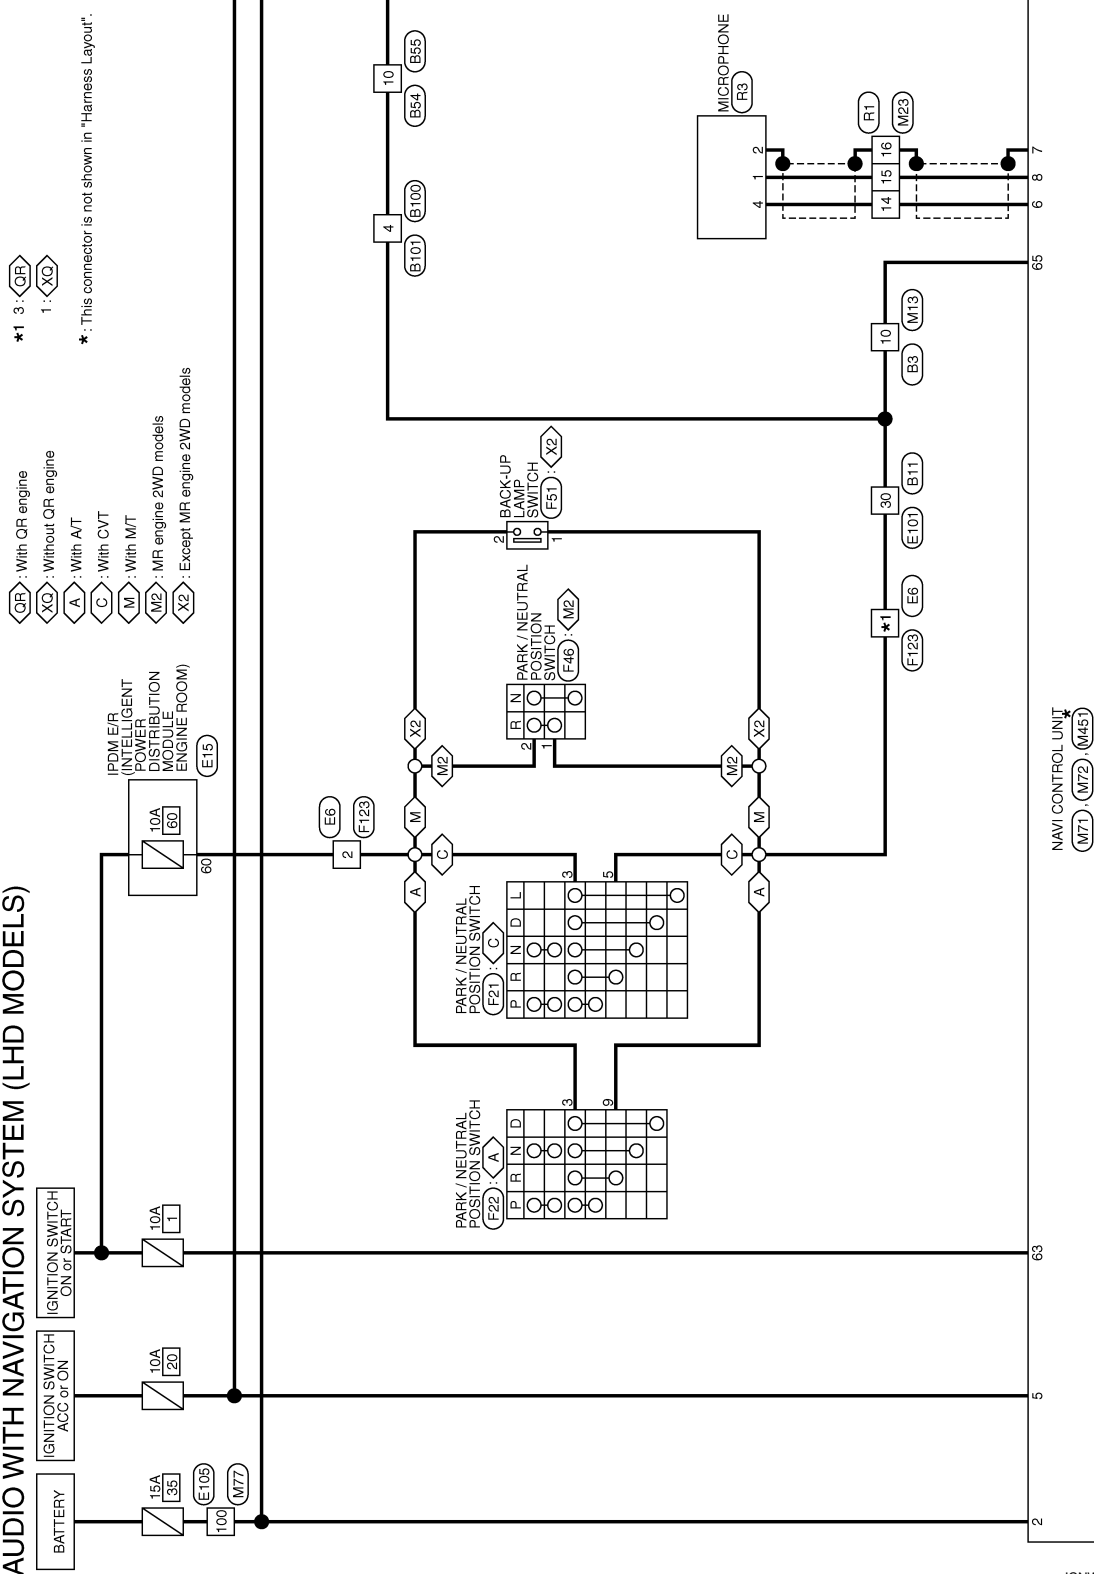 AUDIO WITH NAVIGATION SYSTEM (LHD MODELS)
BATTERY
15A
35
E105
M77
100
2
IGNITION SWITCH
ACC or ON
10A
20
5
IGNITION SWITCH
ON or START
10A
1
63
IPDM E/R
(INTELLIGENT
POWER
DISTRIBUTION
MODULE
ENGINE ROOM)
E15
10A
60
60
E6
F123
2
A
M
X2
C
M2
PARK / NEUTRAL
POSITION SWITCH
F22 : A
P R N D
3
9
PARK / NEUTRAL
POSITION SWITCH
F21 : C
P R N D L
3
5
PARK / NEUTRAL
POSITION
SWITCH
F46 : M2
R N
2
1
BACK-UP
LAMP
SWITCH
F51 : X2
2
1
A
M
X2
C
M2
F123
E6
*1
E101
B11
30
B3
M13
10
65
B101
B100
4
B54
B55
10
MICROPHONE
R3
4 1 2
R1
M23
14 15 16
6 8 7
NAVI CONTROL UNIT
M71 , M72 , M451 *
QR : With QR engine
XQ : Without QR engine
A : With A/T
C : With CVT
M : With M/T
M2 : MR engine 2WD models
X2 : Except MR engine 2WD models
*1 3 : QR
1 : XQ
* : This connector is not shown in "Harness Layout".